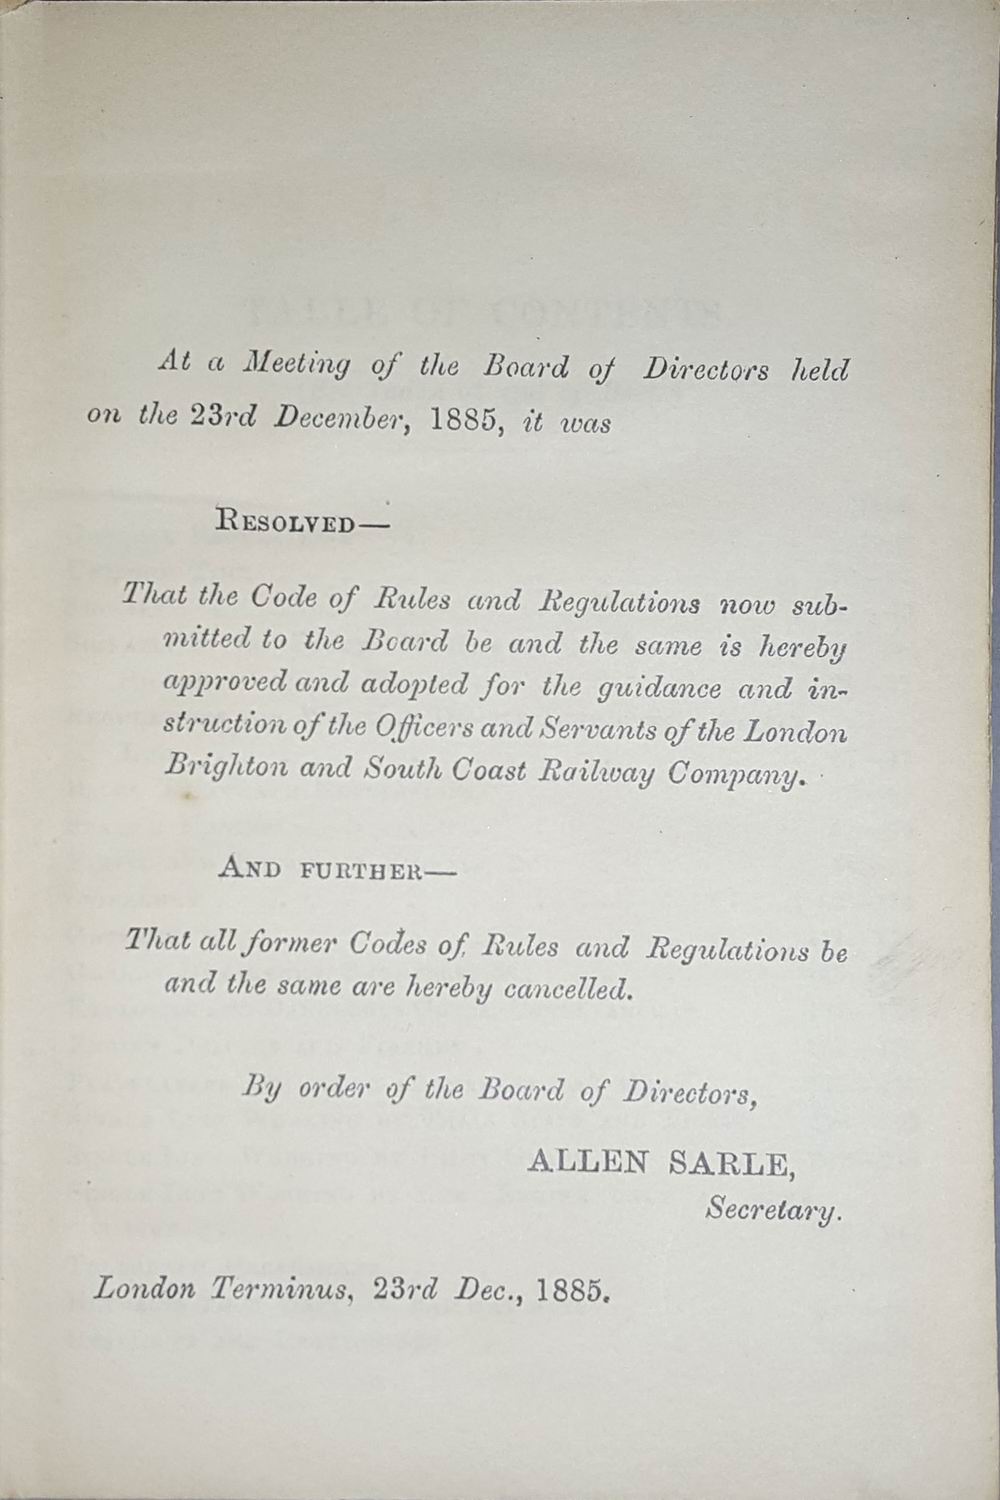 At a Meeting of the Board of Directors held
on the 23rd December, 1885, it was
RESOLVED—
That the Code of Rules and Regulations now sub-
mitted to the Board be and the same is hereby
approved and adopted for the guidance and in-
struction of the Officers and Servants of the London
Brighton and South Coast Railway Company.
AND FURTHER—
That all former Codes of Rules and Regulations be
and the same are hereby cancelled.
By order of the Board of Directors,
ALLEN SARLE,
Secretary.
London Terminus, 23rd Dec., 1885.